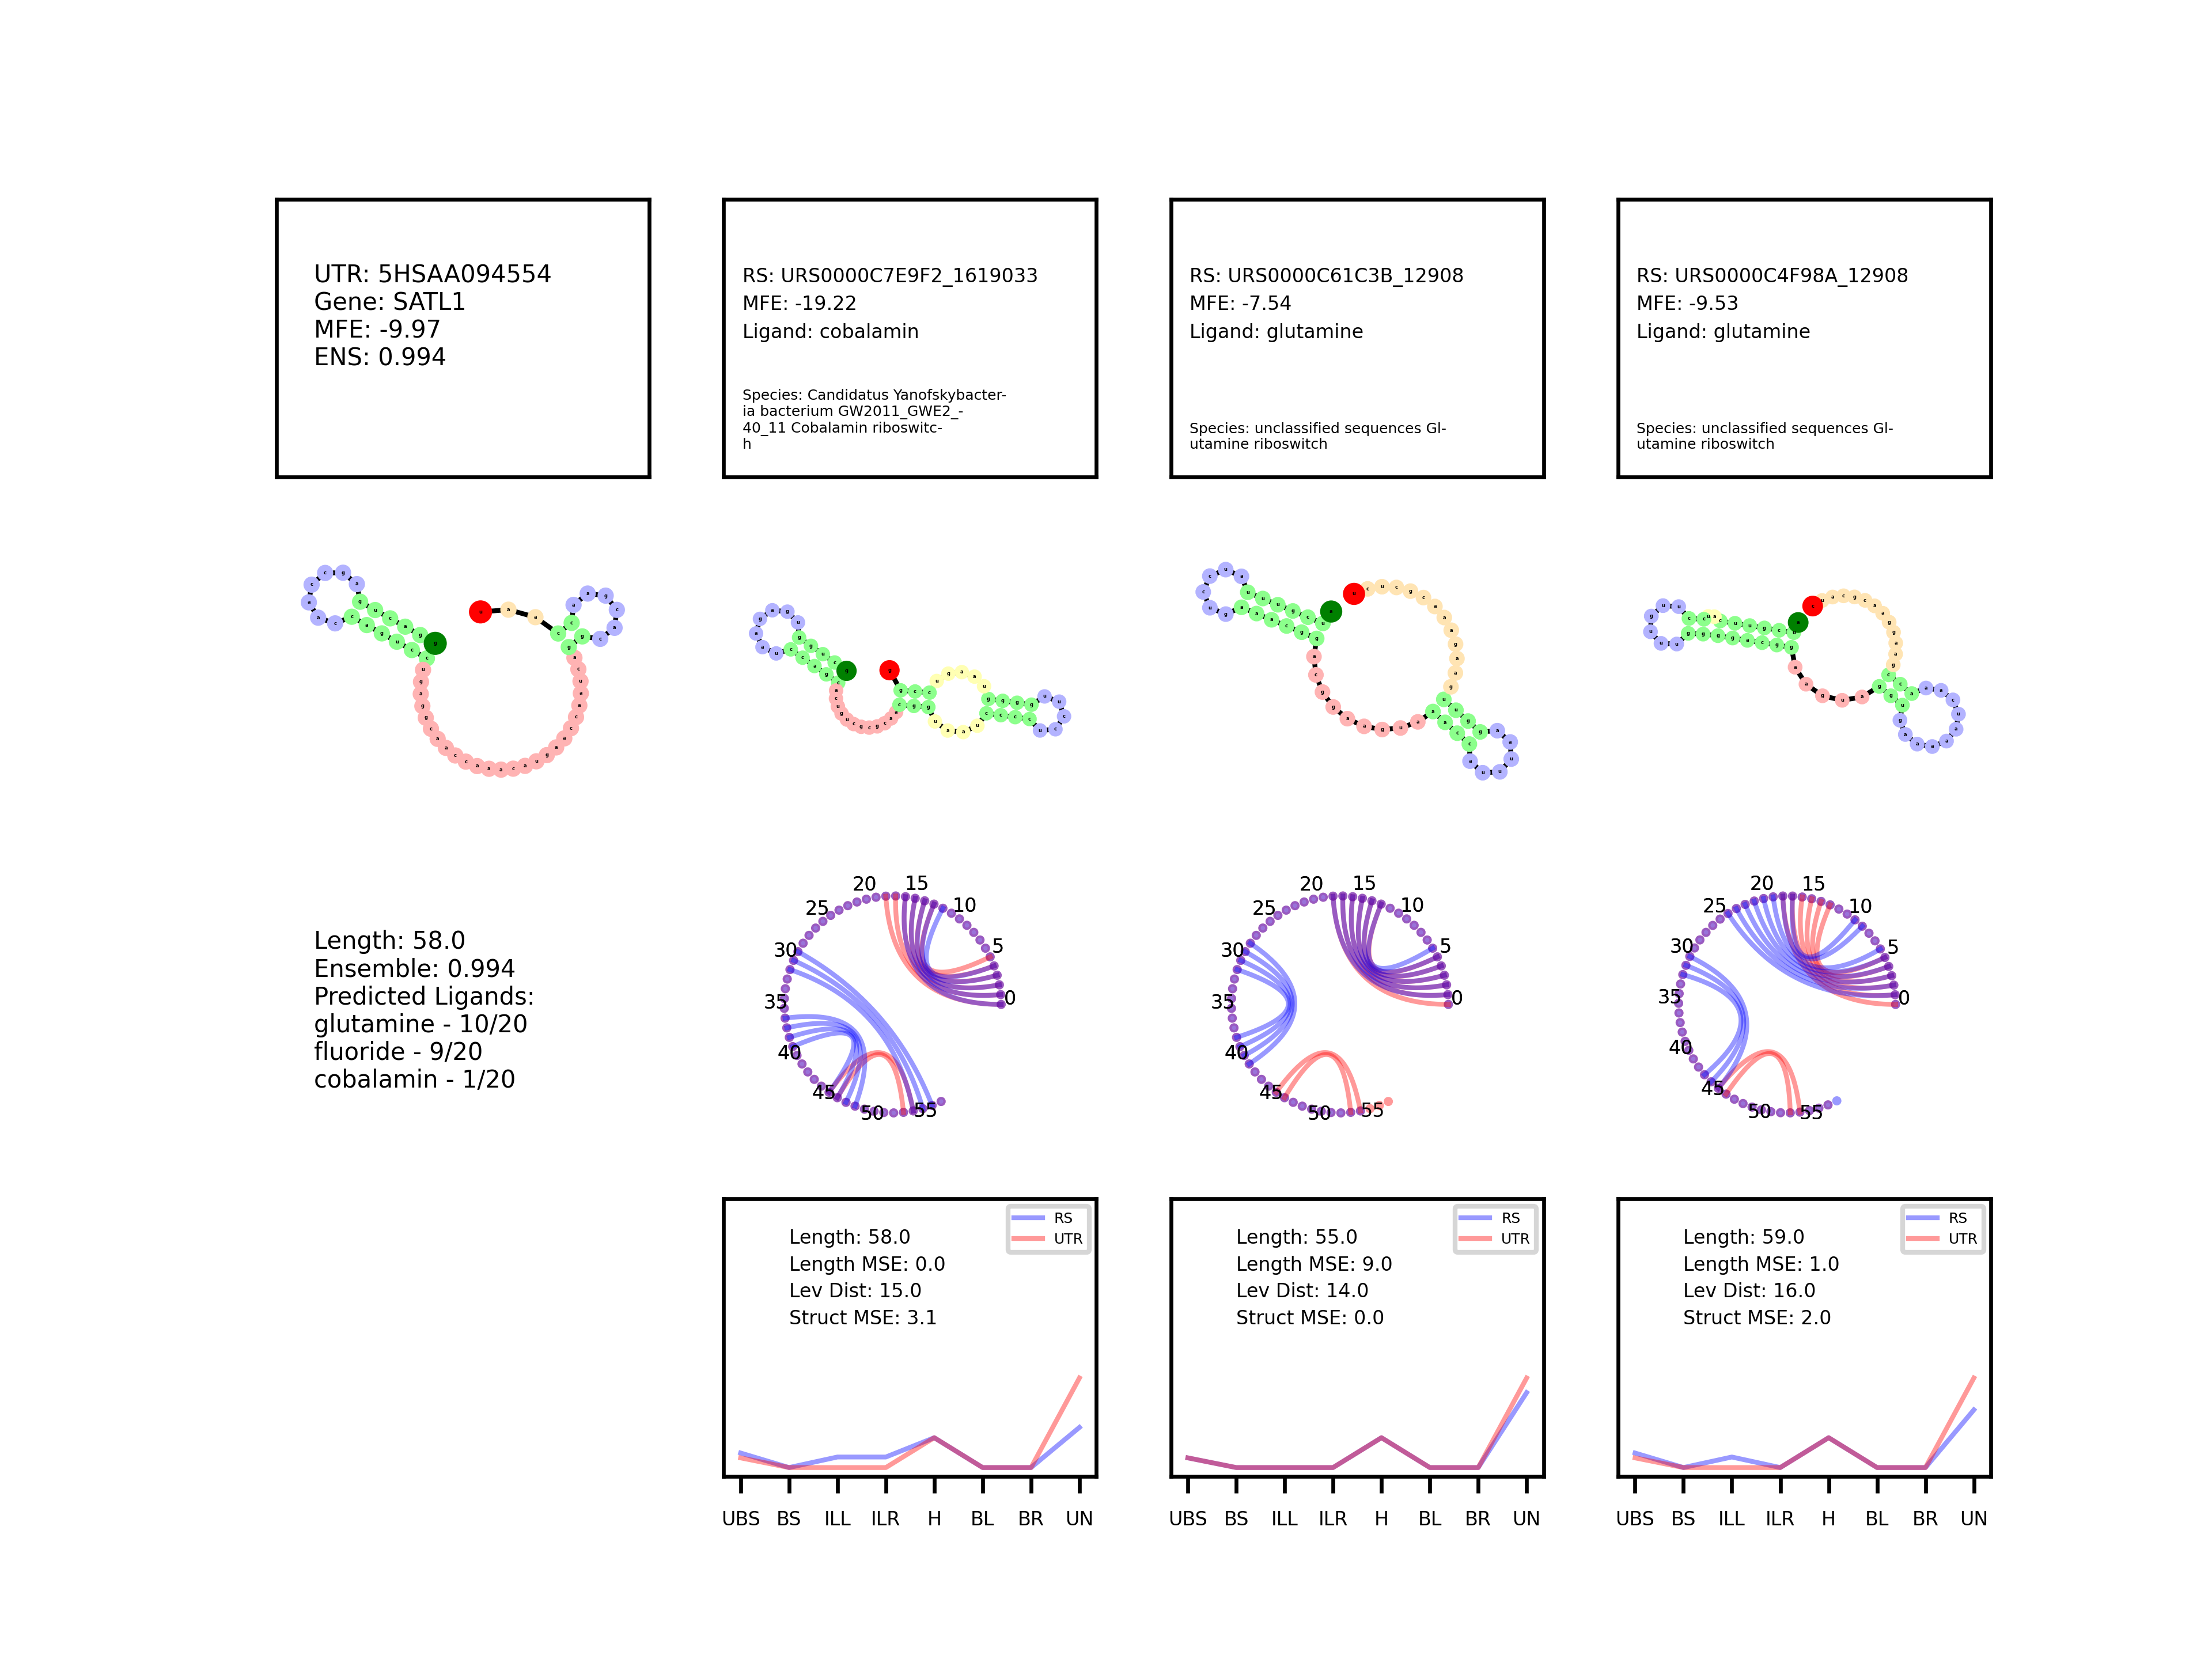 UTR: 5HSAA094554
Gene: SATL1
MFE: -9.97
ENS: 0.994
RS: URS0000C7E9F2_1619033
MFE: -19.22
Ligand: cobalamin
Species: Candidatus Yanofskybacter-
ia bacterium GW2011_GWE2_-
40_11 Cobalamin riboswitc-
h
RS: URS0000C61C3B_12908
MFE: -7.54
Ligand: glutamine
Species: unclassified sequences Gl-
utamine riboswitch
RS: URS0000C4F98A_12908
MFE: -9.53
Ligand: glutamine
Species: unclassified sequences Gl-
utamine riboswitch
Length: 58.0
Ensemble: 0.994
Predicted Ligands:
glutamine - 10/20
fluoride - 9/20
cobalamin - 1/20
0
5
10
15
20
25
30
35
40
45
50
55
0
5
10
15
20
25
30
35
40
45
50
55
0
5
10
15
20
25
30
35
40
45
50
55
RS
UTR
Length: 58.0
Length MSE: 0.0
Lev Dist: 15.0
Struct MSE: 3.1
UBS BS ILL ILR H BL BR UN
RS
UTR
Length: 55.0
Length MSE: 9.0
Lev Dist: 14.0
Struct MSE: 0.0
UBS BS ILL ILR H BL BR UN
RS
UTR
Length: 59.0
Length MSE: 1.0
Lev Dist: 16.0
Struct MSE: 2.0
UBS BS ILL ILR H BL BR UN